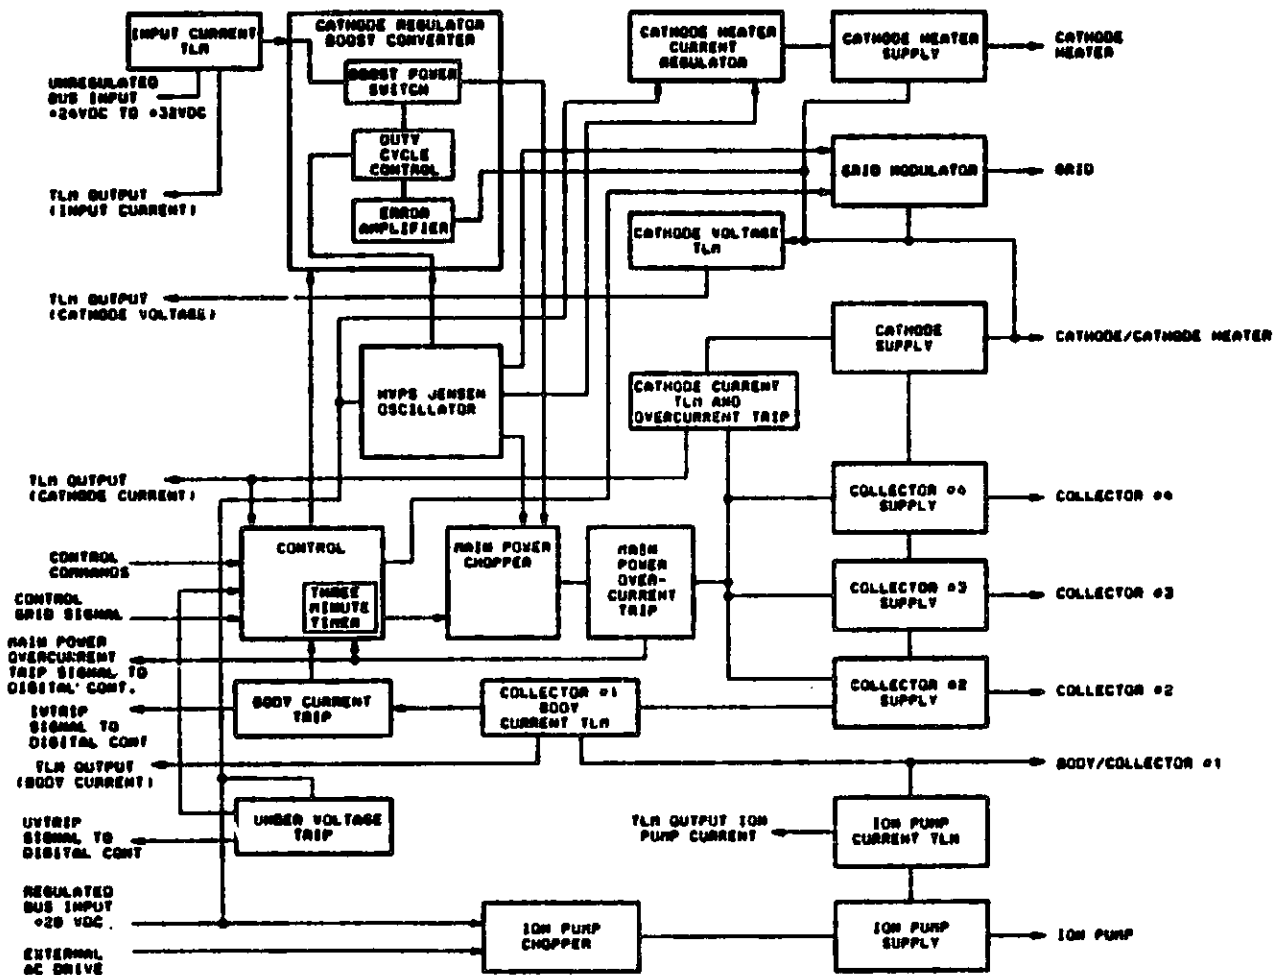 INPUT CURRENT
TLM
UNREGULATED
BUS INPUT
+24VDC TO +32VDC
TLM OUTPUT
(INPUT CURRENT)
CATHODE REGULATOR
BOOST CONVERTER
BOOST POWER
SWITCH
DUTY
CYCLE
CONTROL
ERROR
AMPLIFIER
CATHODE HEATER
CURRENT
REGULATOR
CATHODE HEATER
SUPPLY
CATHODE
HEATER
GRID MODULATOR
GRID
CATHODE VOLTAGE
TLM
TLM OUTPUT
(CATHODE VOLTAGE)
HVPS JENSEN
OSCILLATOR
CATHODE
SUPPLY
CATHODE/CATHODE HEATER
CATHODE CURRENT
TLM AND
OVERCURRENT TRIP
TLM OUTPUT
(CATHODE CURRENT)
COLLECTOR #4
SUPPLY
COLLECTOR #4
CONTROL
COMMANDS
CONTROL
GRID SIGNAL
CONTROL
THREE
MINUTE
TIMER
MAIN POWER
CHOPPER
MAIN
POWER
OVER-
CURRENT
TRIP
COLLECTOR #3
SUPPLY
COLLECTOR #3
MAIN POWER
OVERCURRENT
TRIP SIGNAL TO
DIGITAL CONT.
BODY CURRENT
TRIP
COLLECTOR #1
BODY
CURRENT TLM
COLLECTOR #2
SUPPLY
COLLECTOR #2
IVTRIP
SIGNAL TO
DIGITAL CONT
TLM OUTPUT
(BODY CURRENT)
BODY/COLLECTOR #1
UNDER VOLTAGE
TRIP
UVTRIP
SIGNAL TO
DIGITAL CONT
TLM OUTPUT ION
PUMP CURRENT
ION PUMP
CURRENT TLM
REGULATED
BUS INPUT
+28 VDC.
EXTERNAL
AC DRIVE
ION PUMP
CHOPPER
ION PUMP
SUPPLY
ION PUMP